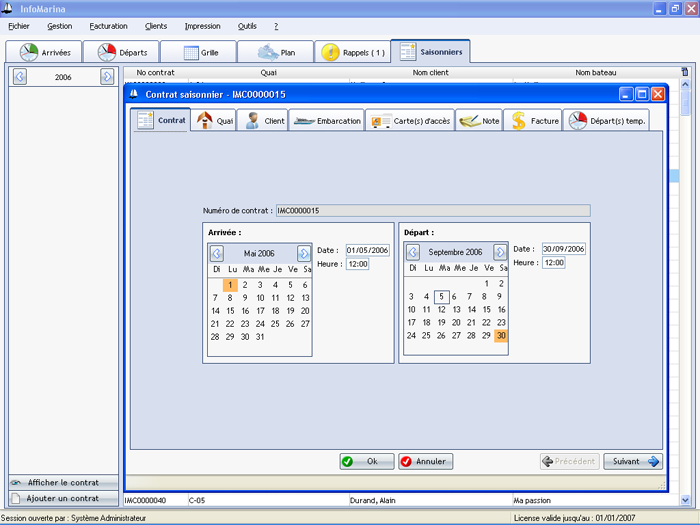 InfoMarina
Fichier Gestion Facturation Clients Impression Outils ?
Arrivées Départs Grille Plan Rappels ( 1 ) Saisonniers
2006
No contrat Quai Nom client Nom bateau
Contrat saisonnier - IMC0000015
Contrat Quai Client Embarcation Carte(s) d'accès Note Facture Départ(s) temp.
Numéro de contrat : IMC0000015
Arrivée :
Mai 2006
Date : 01/05/2006
Heure : 12:00
Di Lu Ma Me Je Ve Sa
1 2 3 4 5 6
7 8 9 10 11 12 13
14 15 16 17 18 19 20
21 22 23 24 25 26 27
28 29 30 31
Départ :
Septembre 2006
Date : 30/09/2006
Heure : 12:00
Di Lu Ma Me Je Ve Sa
1 2
3 4 5 6 7 8 9
10 11 12 13 14 15 16
17 18 19 20 21 22 23
24 25 26 27 28 29 30
Ok Annuler Précédent Suivant
Afficher le contrat
Ajouter un contrat
IMC0000040 C-05 Durand, Alain Ma passion
Session ouverte par : Système Administrateur
License valide jusqu'au : 01/01/2007